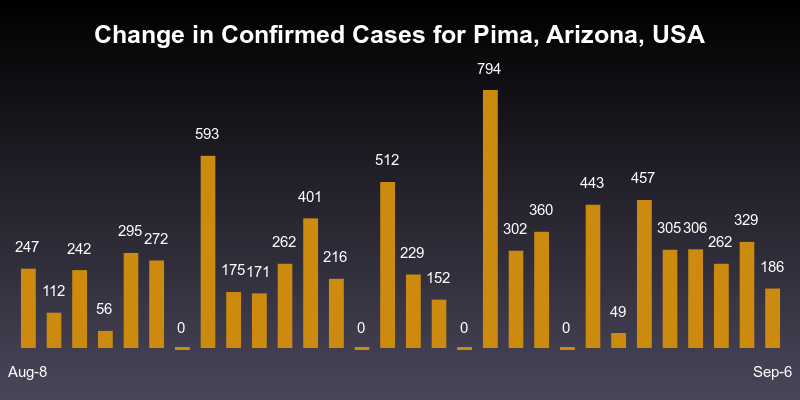 Change in Confirmed Cases for Pima, Arizona, USA
247 112 242 56 295 272 0 593 175 171 262 401 216 0 512 229 152 0 794 302 360 0 443 49 457 305 306 262 329 186
Aug-8 Sep-6